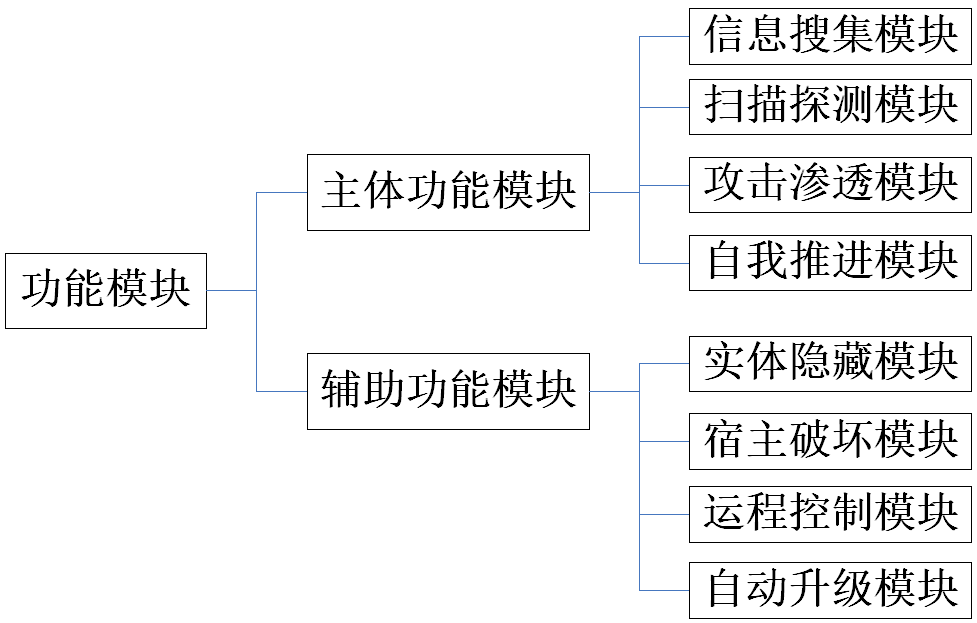 功能模块
主体功能模块
信息搜集模块
扫描探测模块
攻击渗透模块
自我推进模块
辅助功能模块
实体隐藏模块
宿主破坏模块
运程控制模块
自动升级模块